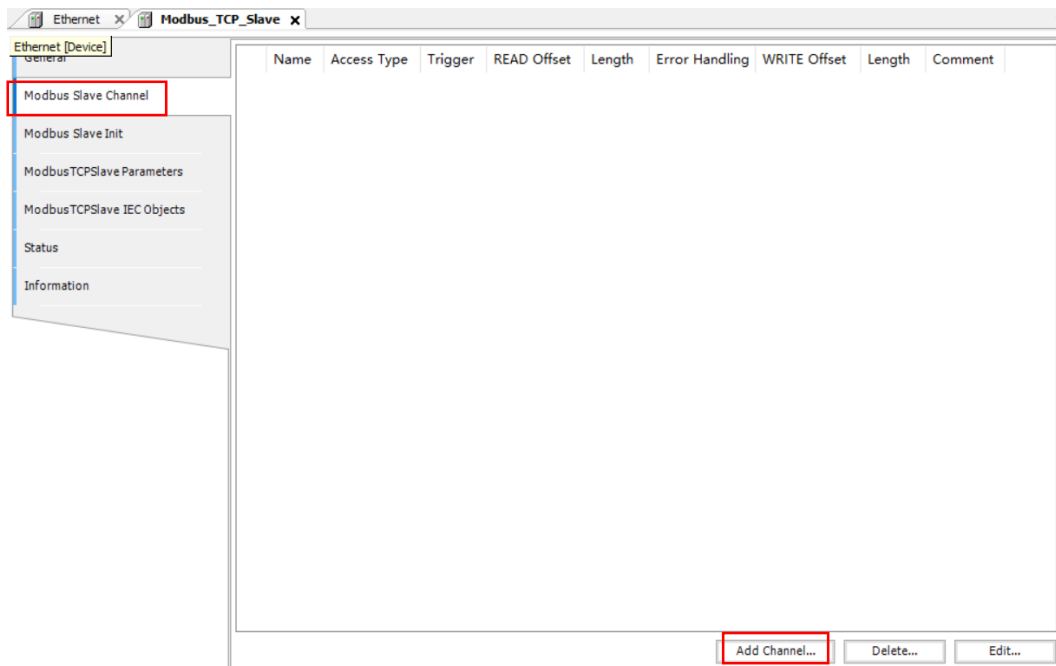 Ethernet Modbus_TCP_Slave
Ethernet [Device]
General
Name Access Type Trigger READ Offset Length Error Handling WRITE Offset Length Comment
Modbus Slave Channel
Modbus Slave Init
ModbusTCPSlave Parameters
ModbusTCPSlave IEC Objects
Status
Information
Add Channel... Delete... Edit...